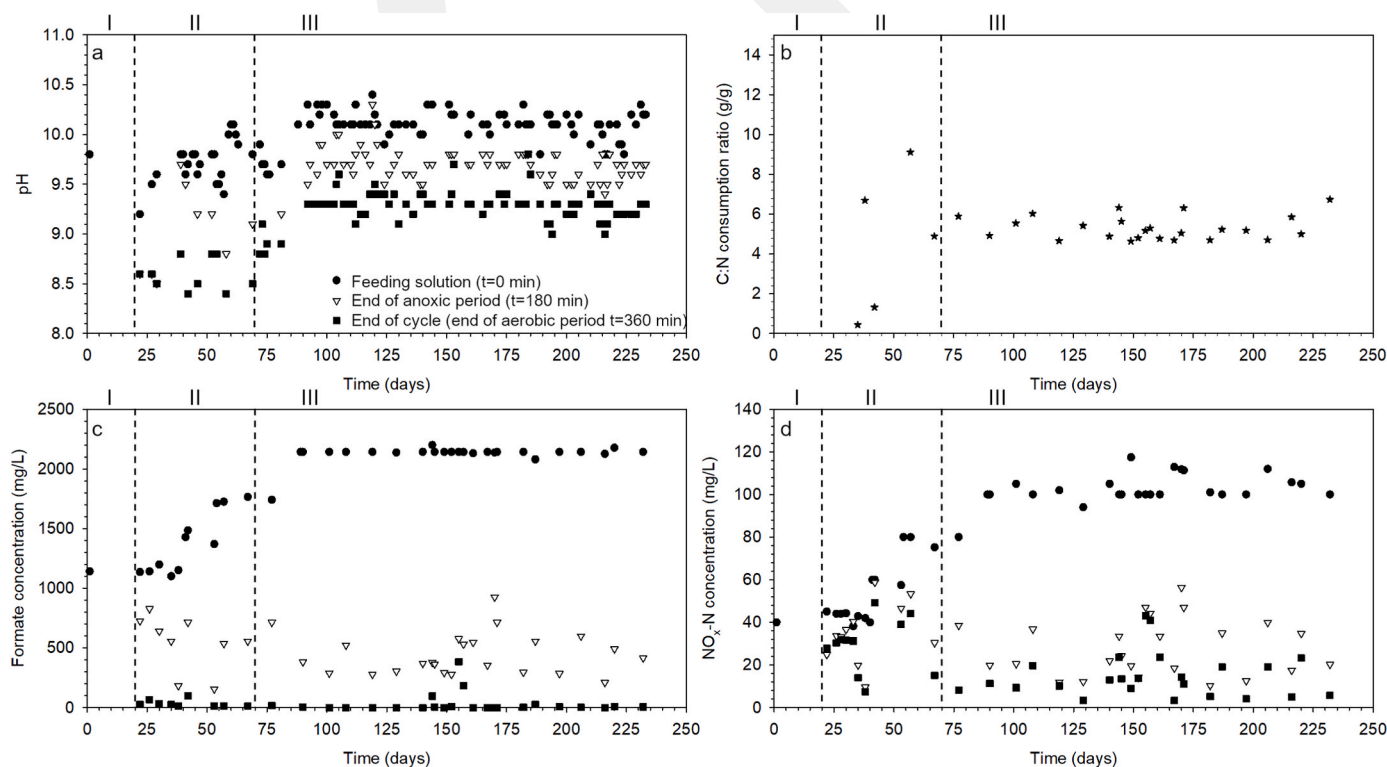 I II III
a
11.0
10.5
10.0
9.5
9.0
8.5
8.0
pH
Feeding solution (t=0 min)
End of anoxic period (t=180 min)
End of cycle (end of aerobic period t=360 min)
0 25 50 75 100 125 150 175 200 225 250
Time (days)
I II III
b
14
12
10
8
6
4
2
0
C:N consumption ratio (g/g)
0 25 50 75 100 125 150 175 200 225 250
Time (days)
I II III
c
2500
2000
1500
1000
500
0
Formate concentration (mg/L)
0 25 50 75 100 125 150 175 200 225 250
Time (days)
I II III
d
140
120
100
80
60
40
20
0
NOx-N concentration (mg/L)
0 25 50 75 100 125 150 175 200 225 250
Time (days)